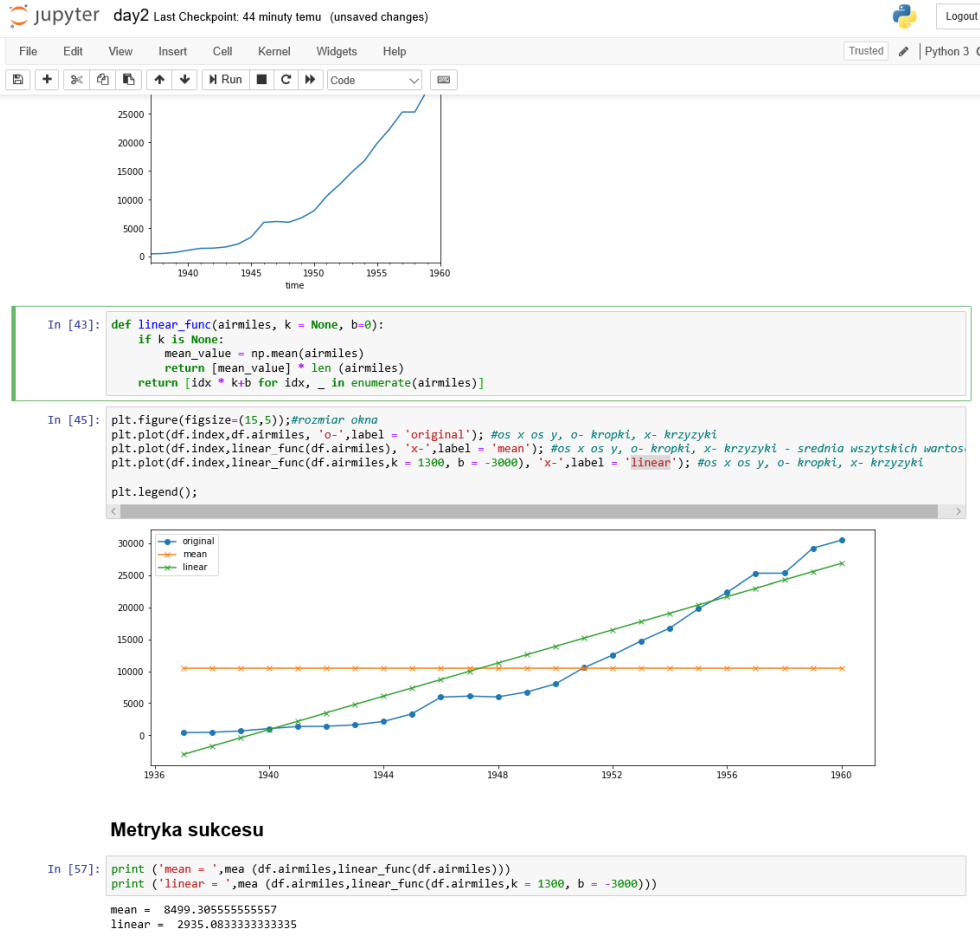 jupyter day2 Last Checkpoint: 44 minuty temu (unsaved changes) Logout
File Edit View Insert Cell Kernel Widgets Help Trusted Python 3
Run Code
25000
20000
15000
10000
5000
0
1940 1945 1950 1955 1960
time
In [43]: def linear_func(airmiles, k = None, b=0):
    if k is None:
        mean_value = np.mean(airmiles)
        return [mean_value] * len (airmiles)
    return [idx * k+b for idx, _ in enumerate(airmiles)]
In [45]: plt.figure(figsize=(15,5));#rozmiar okna
plt.plot(df.index,df.airmiles, 'o-',label = 'original'); #os x os y, o- kropki, x- krzyzyki
plt.plot(df.index,linear_func(df.airmiles), 'x-',label = 'mean'); #os x os y, o- kropki, x- krzyzyki - srednia wszytskich wartos
plt.plot(df.index,linear_func(df.airmiles,k = 1300, b = -3000), 'x-',label = 'linear'); #os x os y, o- kropki, x- krzyzyki
plt.legend();
original
mean
linear
30000
25000
20000
15000
10000
5000
0
1936 1940 1944 1948 1952 1956 1960
Metryka sukcesu
In [57]: print ('mean = ',mea (df.airmiles,linear_func(df.airmiles)))
print ('linear = ',mea (df.airmiles,linear_func(df.airmiles,k = 1300, b = -3000)))
mean =  8499.305555555557
linear =  2935.0833333333335